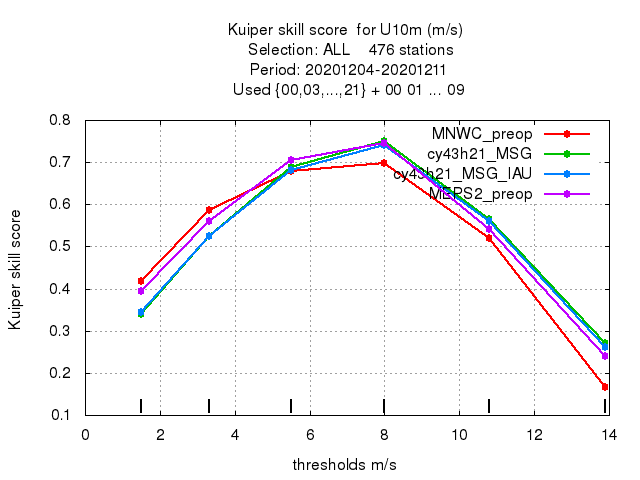 Kuiper skill score  for U10m (m/s)
Selection: ALL    476 stations
Period: 20201204-20201211
Used {00,03,...,21} + 00 01 ... 09
MNWC_preop
cy43h21_MSG
cy43h21_MSG_IAU
MEPS2_preop
Kuiper skill score
0.8
0.7
0.6
0.5
0.4
0.3
0.2
0.1
0 2 4 6 8 10 12 14
thresholds m/s